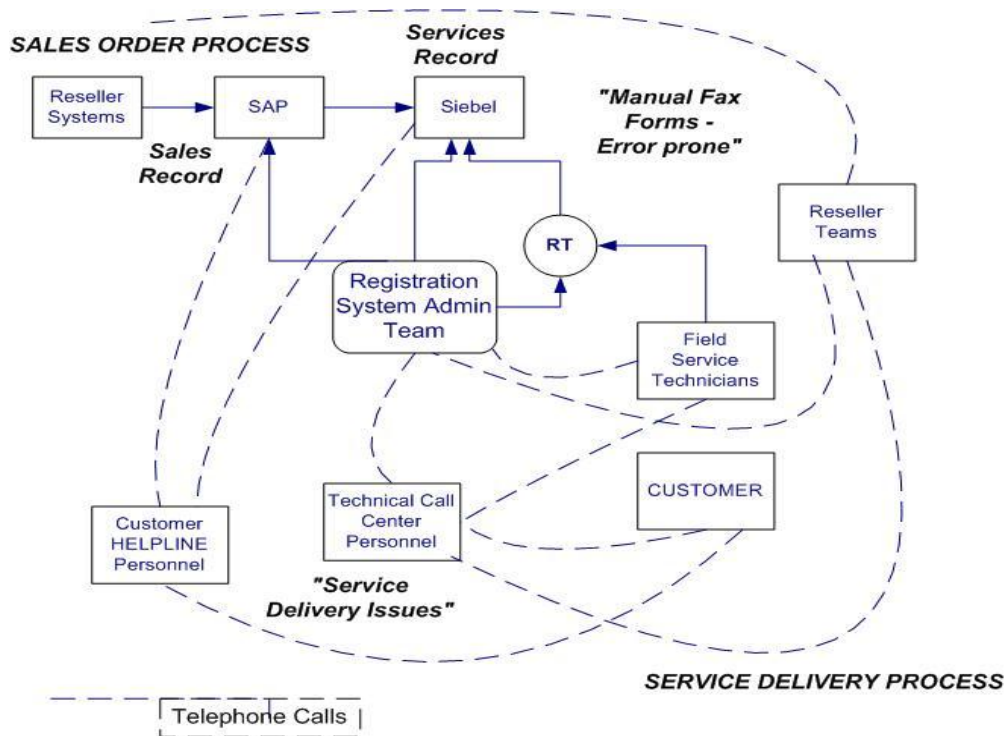 SALES ORDER PROCESS
Services
Record
Reseller
Systems
SAP
Siebel
"Manual Fax
Forms -
Error prone"
Sales
Record
Reseller
Teams
RT
Registration
System Admin
Team
Field
Service
Technicians
CUSTOMER
Technical Call
Center
Personnel
Customer
HELPLINE
Personnel
"Service
Delivery Issues"
SERVICE DELIVERY PROCESS
Telephone Calls